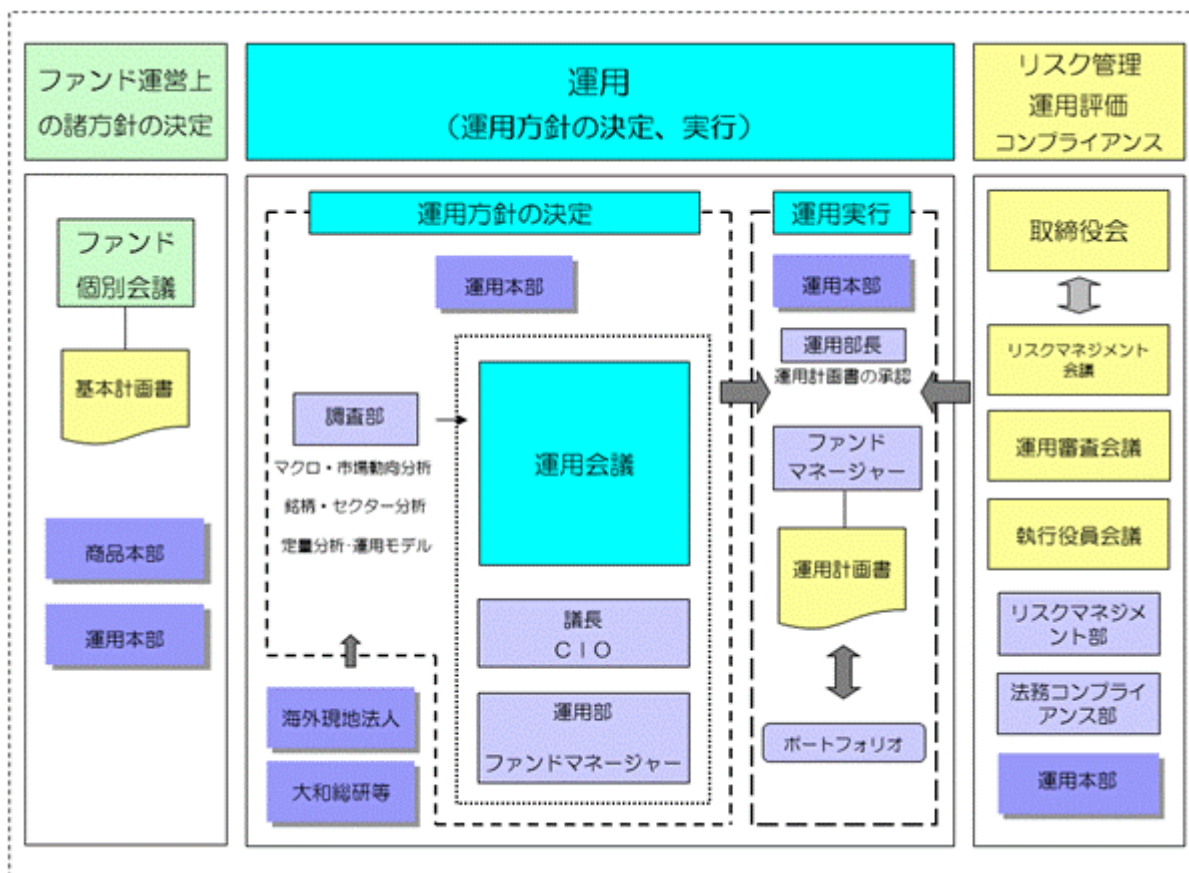 ファンド運営上
の諸方針の決定
運用
（運用方針の決定、実行）
リスク管理
運用評価
コンプライアンス
ファンド
個別会議
基本計画書
商品本部
運用本部
運用方針の決定
運用本部
調査部
マクロ・市場動向分析
銘柄・セクター分析
定量分析･運用モデル
海外現地法人
大和総研等
運用会議
議長
ＣＩＯ
運用部
ファンドマネージャー
運用実行
運用本部
運用部長
運用計画書の承認
ファンド
マネージャー
運用計画書
ポートフォリオ
取締役会
リスクマネジメント
会議
運用審査会議
執行役員会議
リスクマネジメ
ント部
法務コンプライ
アンス部
運用本部